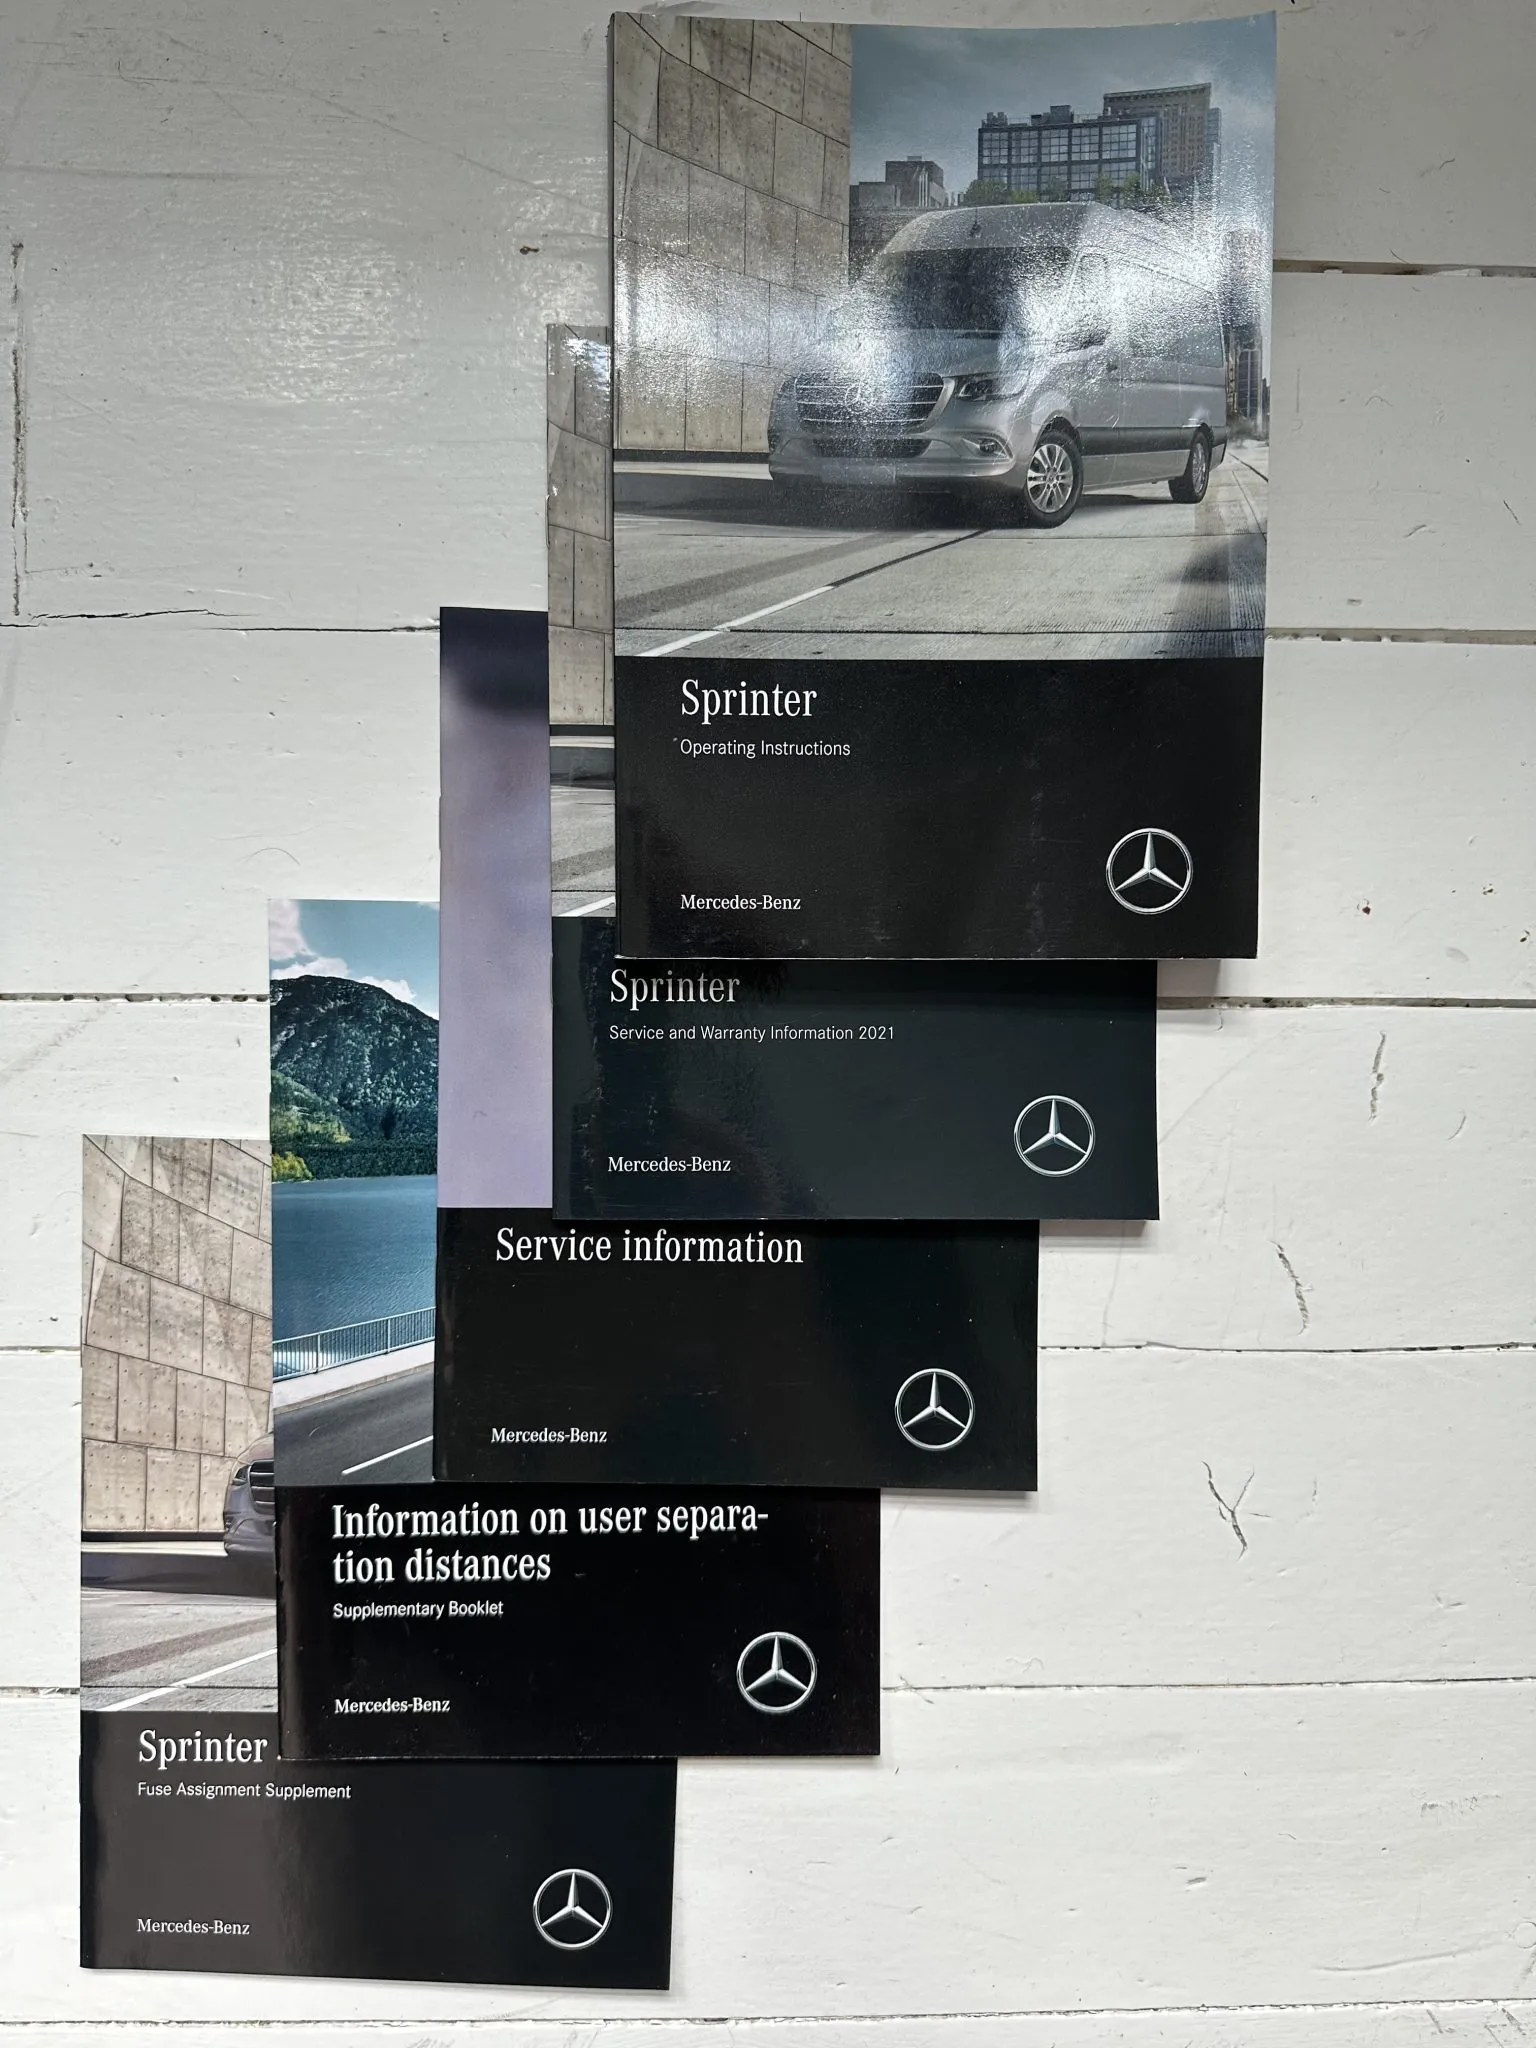 Sprinter
Operating Instructions
Mercedes-Benz
Sprinter
Service and Warranty Information 2021
Mercedes-Benz
Service information
Mercedes-Benz
Information on user separa-
tion distances
Supplementary Booklet
Mercedes-Benz
Sprinter
Fuse Assignment Supplement
Mercedes-Benz